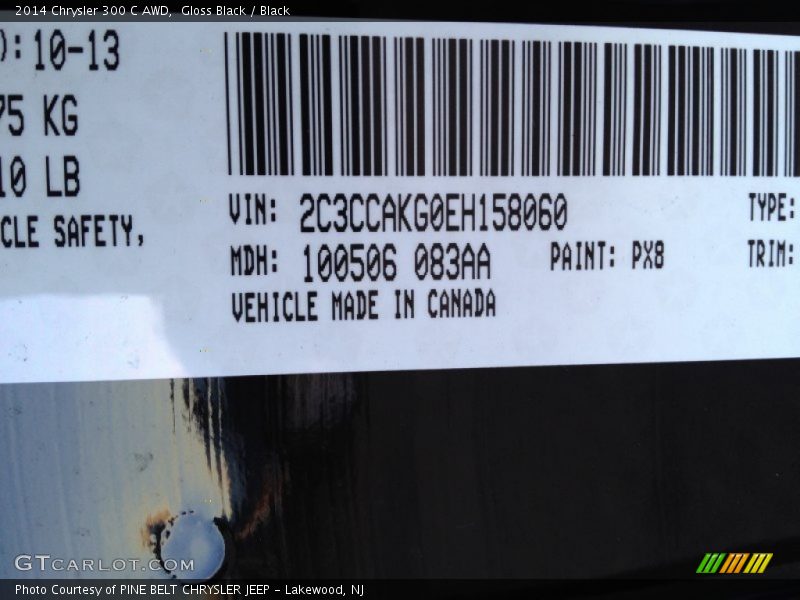 2014 Chrysler 300 C AWD, Gloss Black / Black
): 10-13
75 KG
10 LB
CLE SAFETY,
VIN: 2C3CCAKG0EH158060 TYPE:
MDH: 100506 083AA PAINT: PX8 TRIM:
VEHICLE MADE IN CANADA
GTCARLOT.COM
Photo Courtesy of PINE BELT CHRYSLER JEEP - Lakewood, NJ